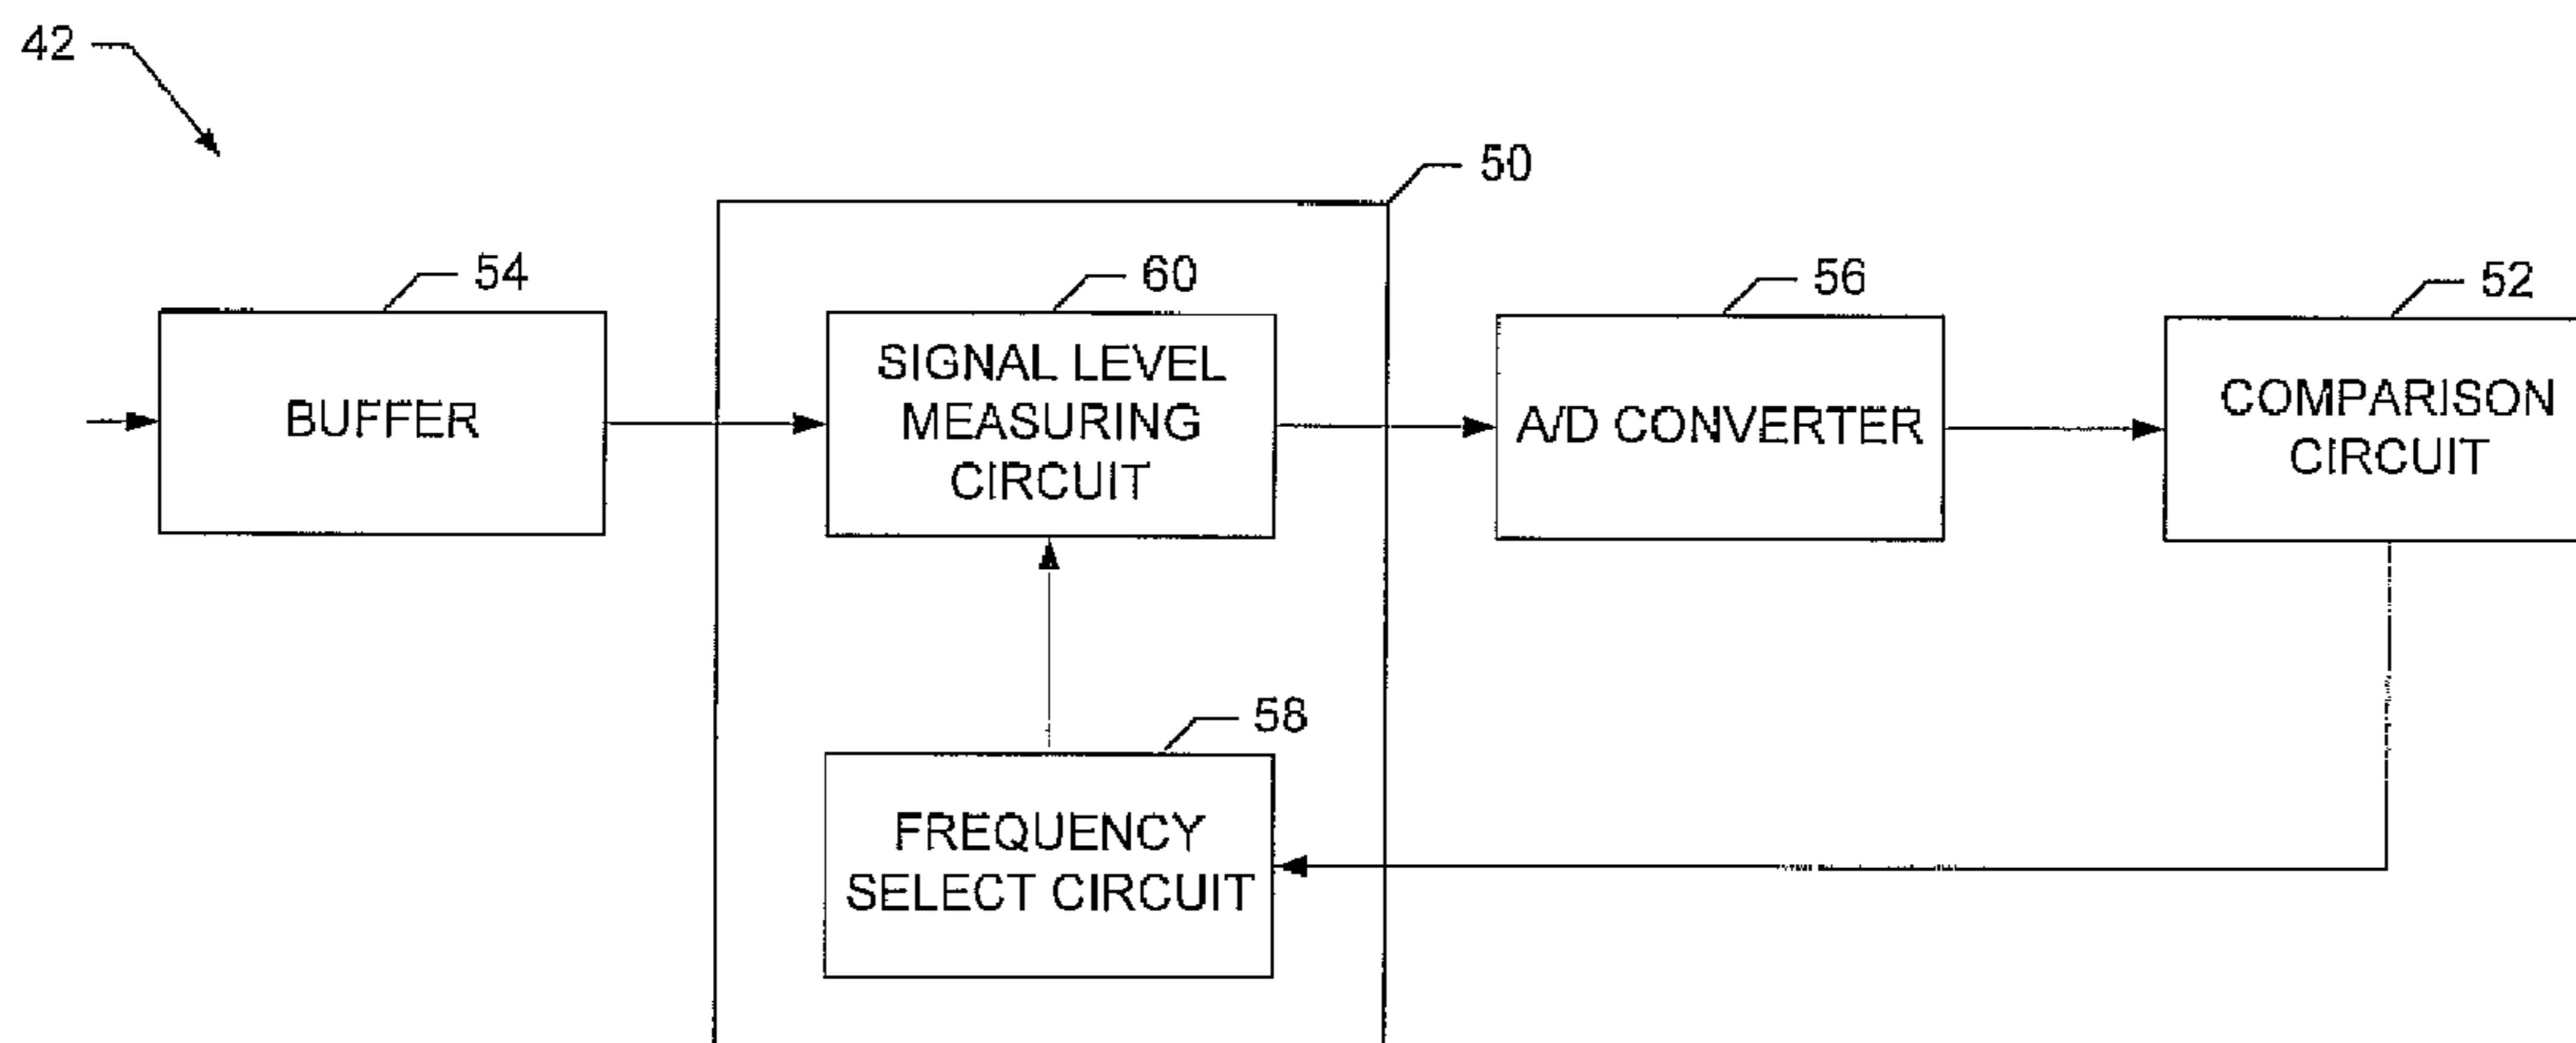 42
50
54
60
56
52
BUFFER
SIGNAL LEVEL
MEASURING
CIRCUIT
A/D CONVERTER
COMPARISON
CIRCUIT
58
FREQUENCY
SELECT CIRCUIT